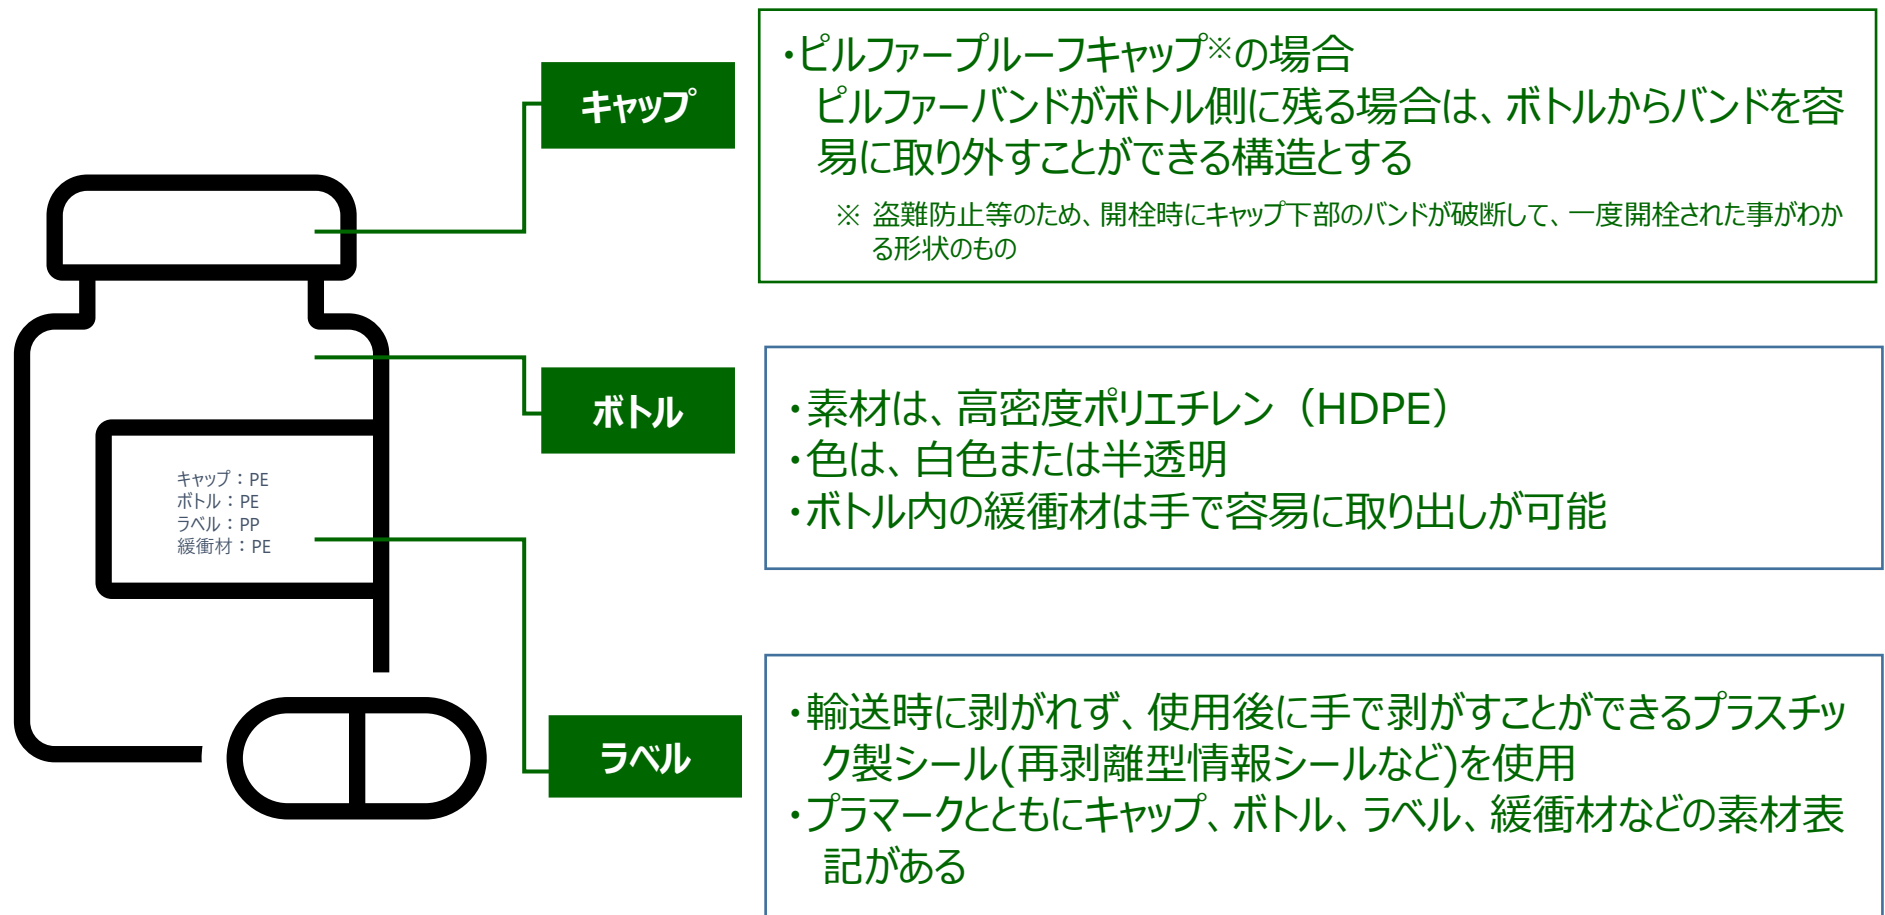 キャップ
・ピルファープルーフキャップ※の場合
ピルファーバンドがボトル側に残る場合は、ボトルからバンドを容
易に取り外すことができる構造とする
※ 盗難防止等のため、開栓時にキャップ下部のバンドが破断して、一度開栓された事がわか
る形状のもの
ボトル
・素材は、高密度ポリエチレン（HDPE）
・色は、白色または半透明
・ボトル内の緩衝材は手で容易に取り出しが可能
キャップ：PE
ボトル：PE
ラベル：PP
緩衝材：PE
ラベル
・輸送時に剥がれず、使用後に手で剥がすことができるプラスチッ
ク製シール(再剥離型情報シールなど)を使用
・プラマークとともにキャップ、ボトル、ラベル、緩衝材などの素材表
記がある